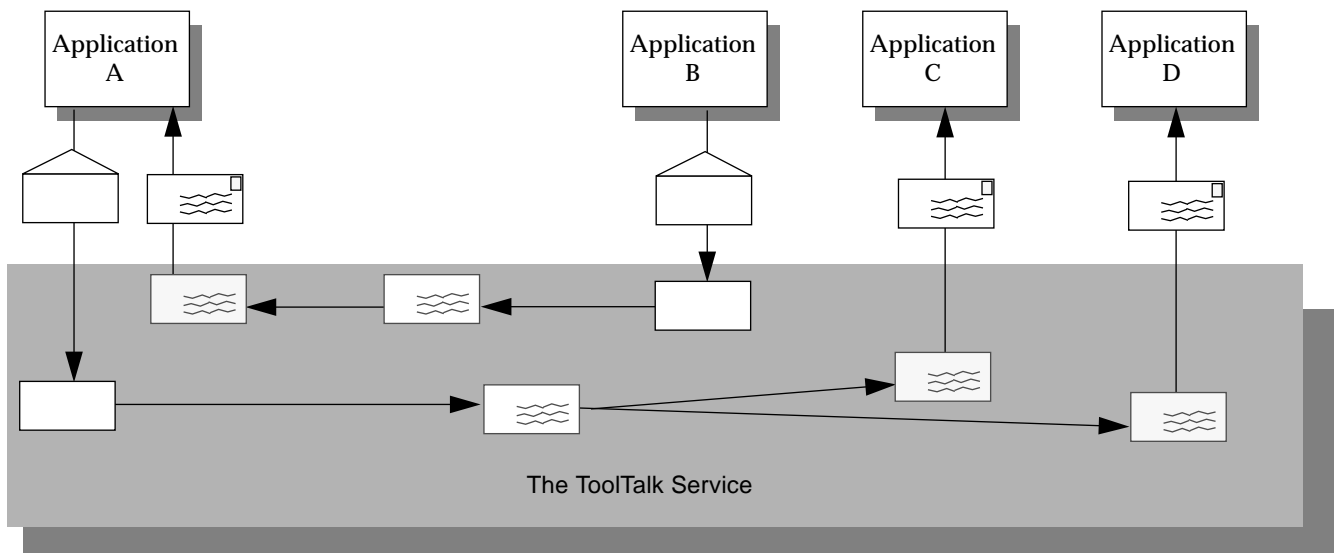 Application
A
Application
B
Application
C
Application
D
The ToolTalk Service